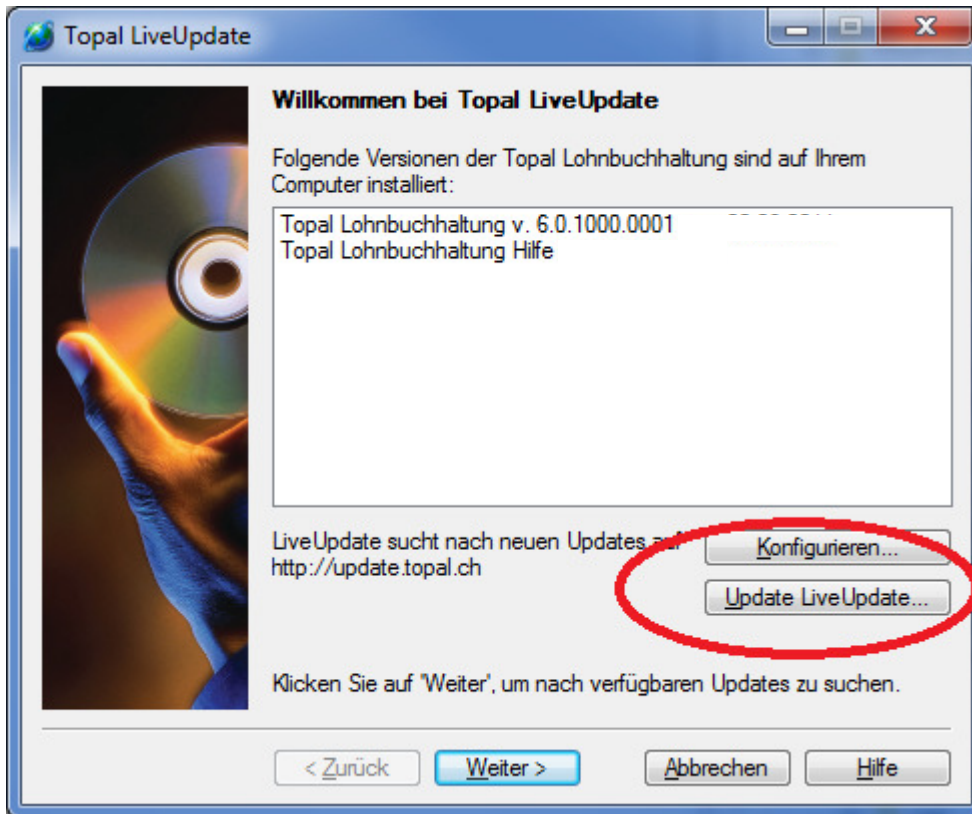 Topal LiveUpdate
Willkommen bei Topal LiveUpdate
Folgende Versionen der Topal Lohnbuchhaltung sind auf Ihrem
Computer installiert:
Topal Lohnbuchhaltung v. 6.0.1000.0001
Topal Lohnbuchhaltung Hilfe
LiveUpdate sucht nach neuen Updates auf
http://update.topal.ch
Konfigurieren...
Update LiveUpdate...
Klicken Sie auf 'Weiter', um nach verfügbaren Updates zu suchen.
< Zurück
Weiter >
Abbrechen
Hilfe